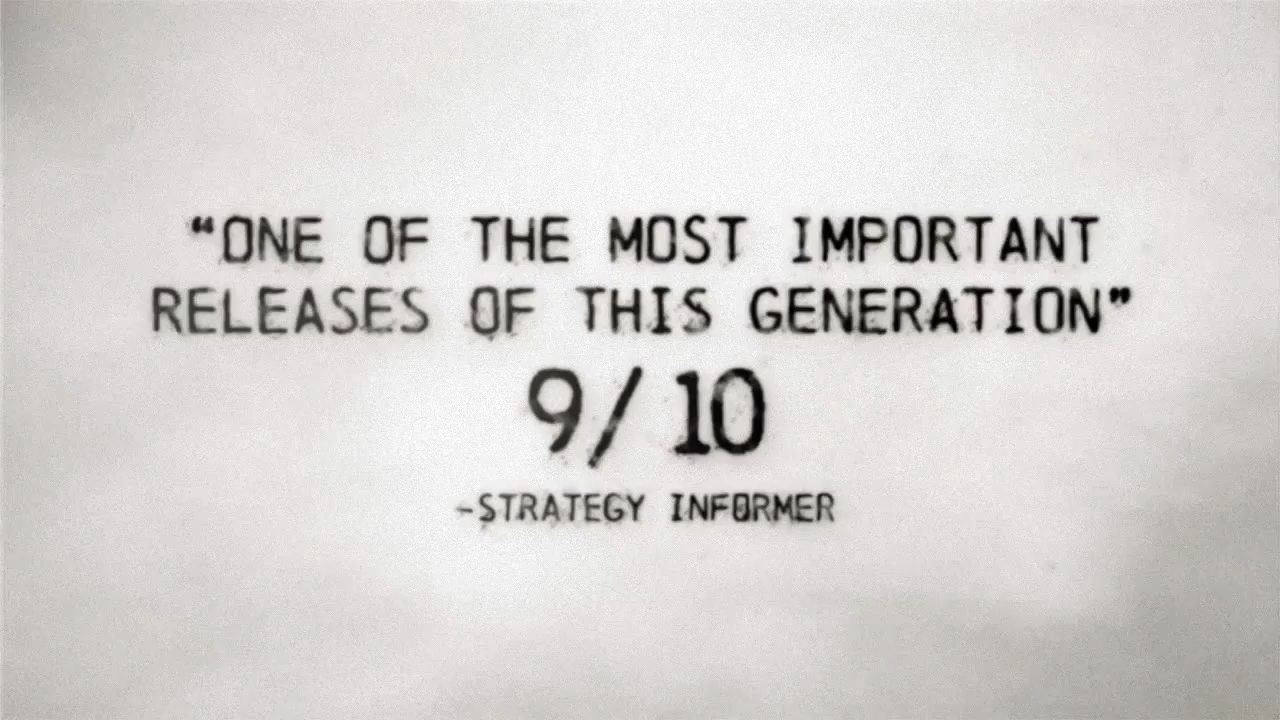 “ONE OF THE MOST IMPORTANT
RELEASES OF THIS GENERATION”
9/10
-STRATEGY INFORMER